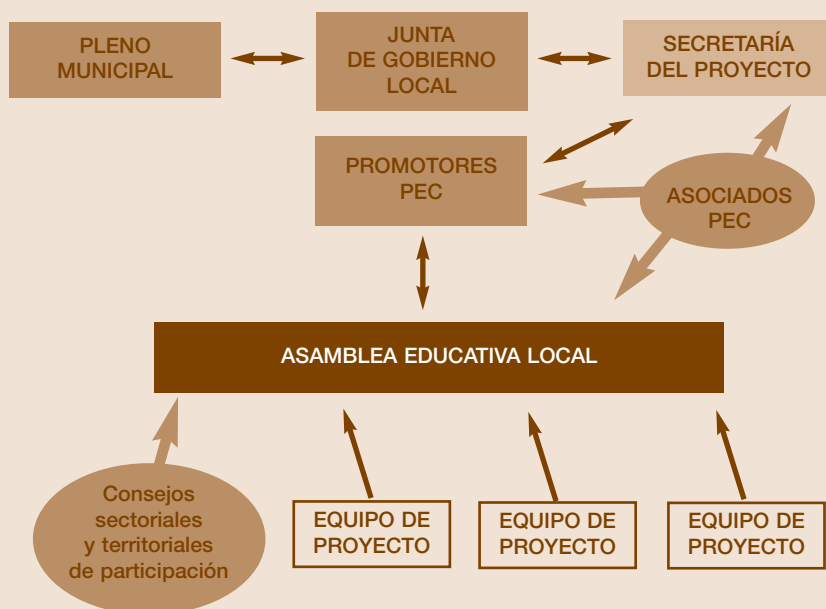 PLENO
MUNICIPAL
JUNTA
DE GOBIERNO
LOCAL
SECRETARÍA
DEL PROYECTO
PROMOTORES
PEC
ASOCIADOS
PEC
ASAMBLEA EDUCATIVA LOCAL
Consejos
sectoriales
y territoriales
de participación
EQUIPO DE
PROYECTO
EQUIPO DE
PROYECTO
EQUIPO DE
PROYECTO